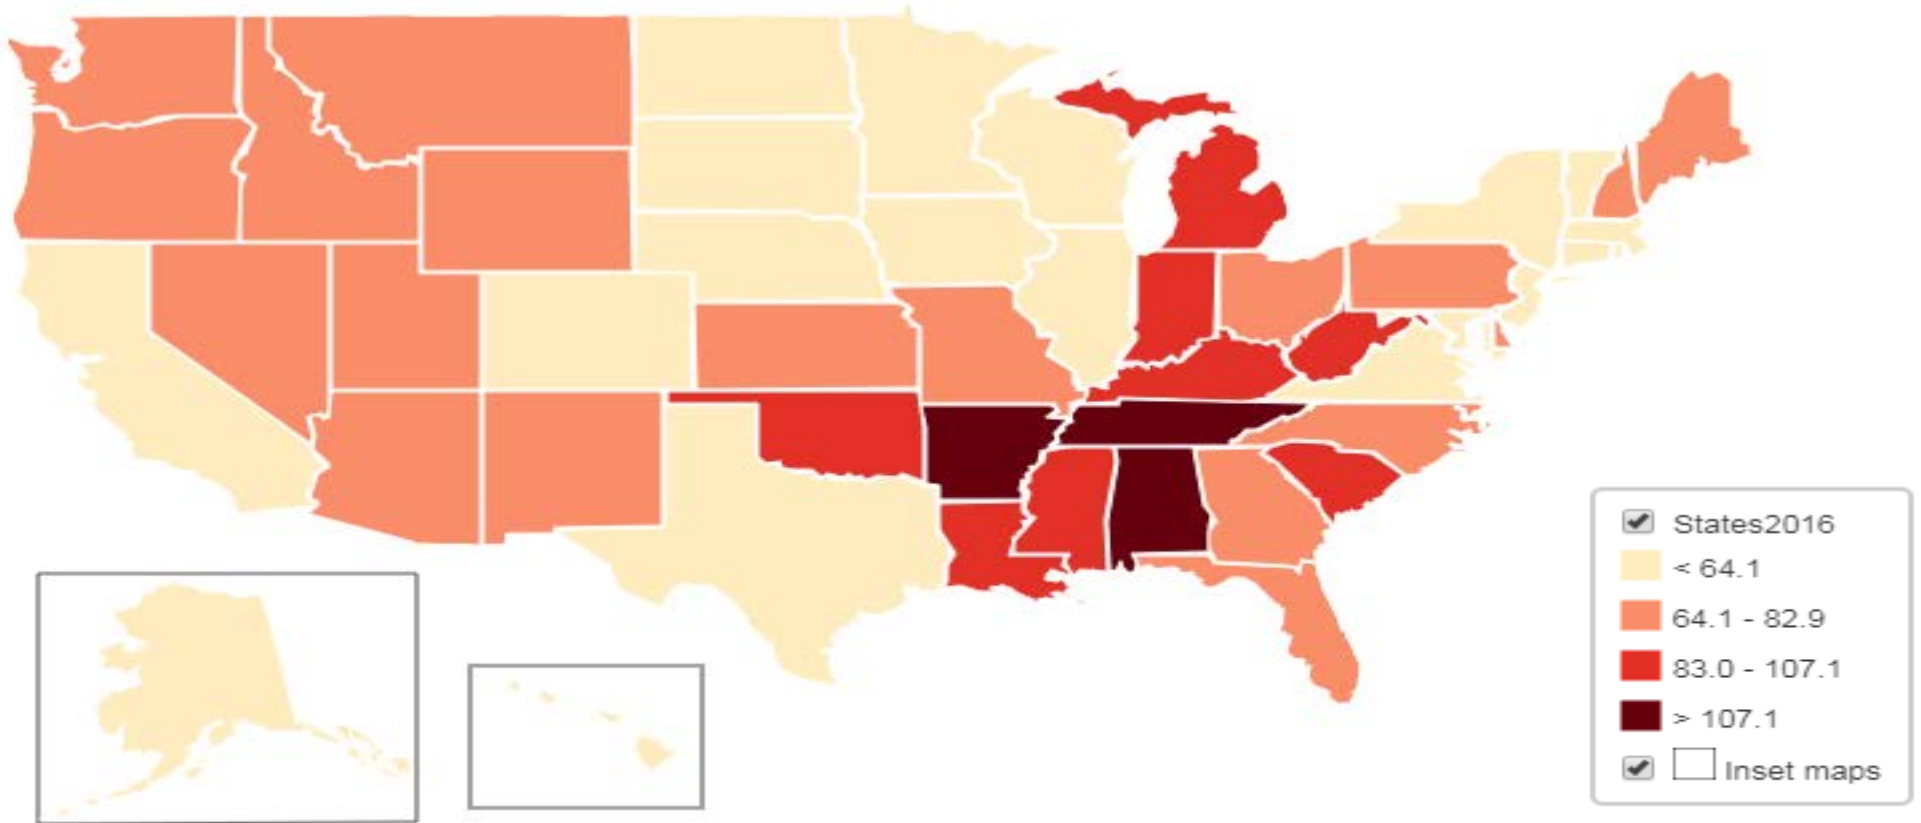 States2016
< 64.1
64.1 - 82.9
83.0 - 107.1
> 107.1
Inset maps